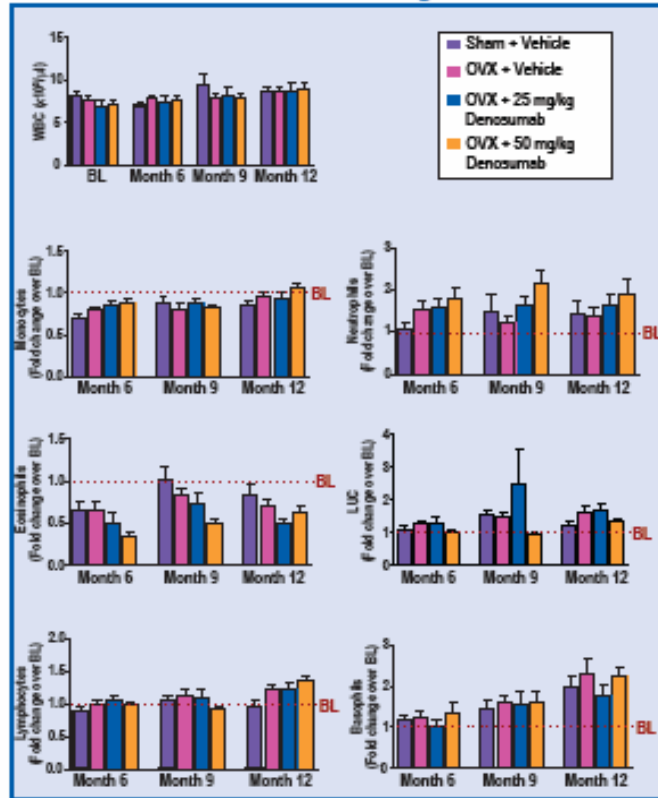 Sham + Vehicle
OVX + Vehicle
OVX + 25 mg/kg
Denosumab
OVX + 50 mg/kg
Denosumab
WBC (x10⁶/µl)
15
10
5
0
BL Month 6 Month 9 Month 12
Monocytes
(Fold change over BL)
1.5
1.0
0.5
0.0
BL
Month 6 Month 9 Month 12
Neutrophils
(Fold change over BL)
3
2
1
0
BL
Month 6 Month 9 Month 12
Eosinophils
(Fold change over BL)
1.5
1.0
0.5
0.0
BL
Month 6 Month 9 Month 12
LUC
(Fold change over BL)
4
3
2
1
0
BL
Month 6 Month 9 Month 12
Lymphocytes
(Fold change over BL)
2.0
1.5
1.0
0.5
0.0
BL
Month 6 Month 9 Month 12
Basophils
(Fold change over BL)
3
2
1
0
BL
Month 6 Month 9 Month 12